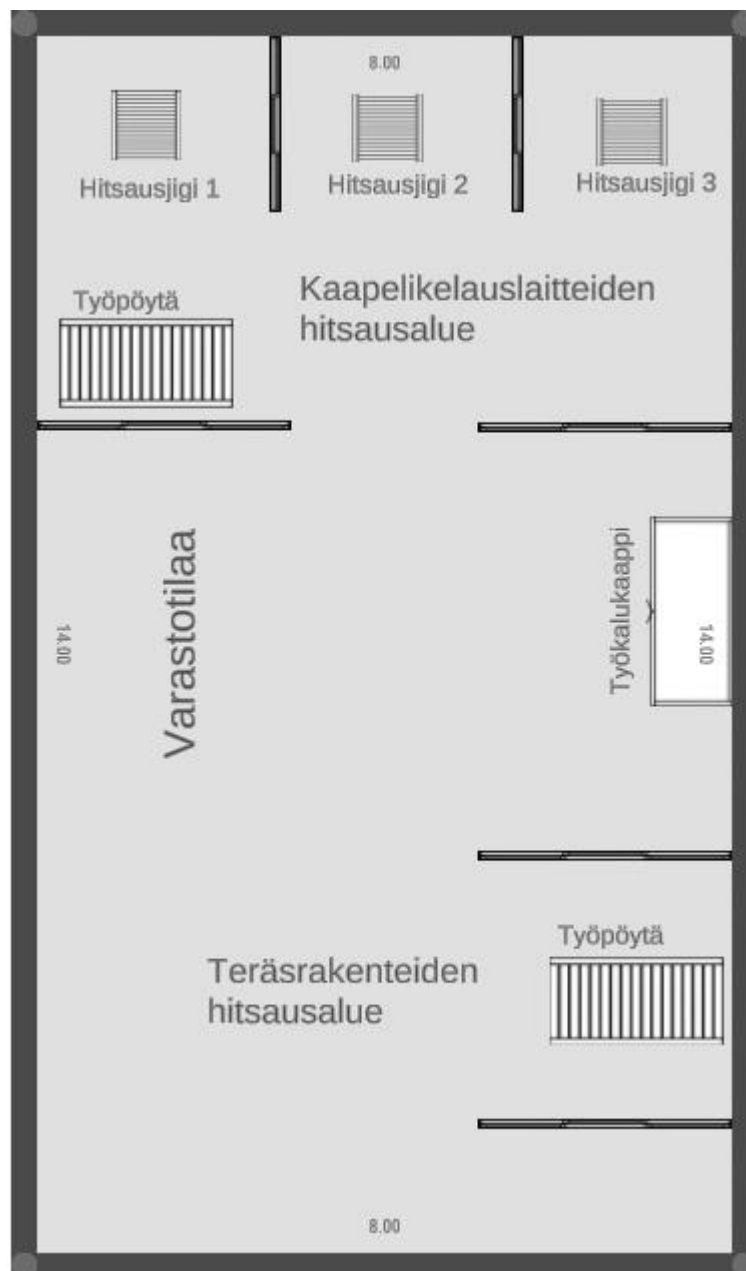 8.00
Hitsausjigi 1
Hitsausjigi 2
Hitsausjigi 3
Työpöytä
Kaapelikelauslaitteiden
hitsausalue
Varastotilaa
Työkalukaappi
14.00
14.00
Työpöytä
Teräsrakenteiden
hitsausalue
8.00